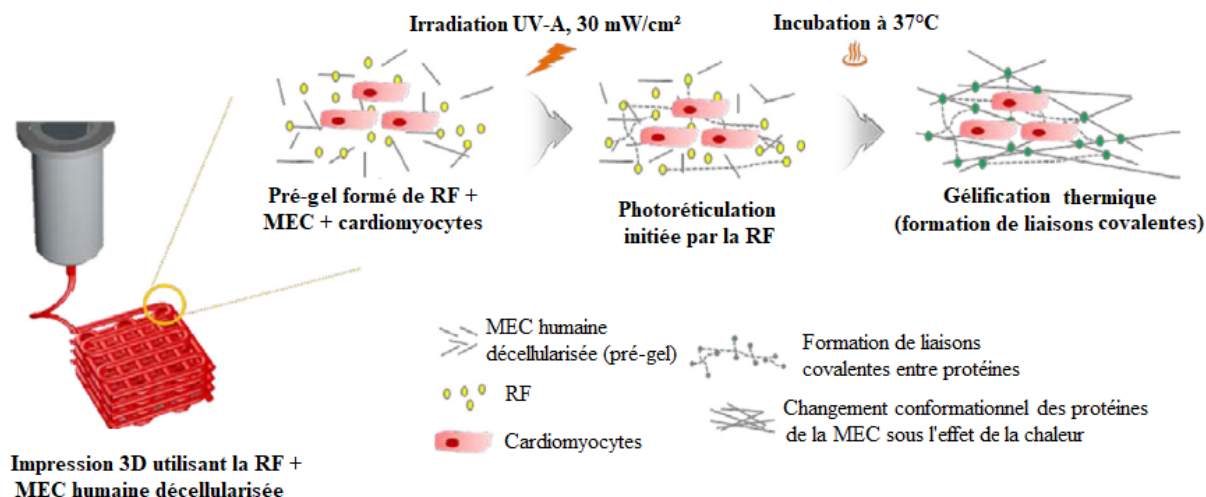 Irradiation UV-A, 30 mW/cm²
Incubation à 37°C
Pré-gel formé de RF +
MEC + cardiomyocytes
Photoréticulation
initiée par la RF
Gélification thermique
(formation de liaisons covalentes)
MEC humaine
décellularisée (pré-gel)
RF
Cardiomyocytes
Formation de liaisons
covalentes entre protéines
Changement conformationnel des protéines
de la MEC sous l'effet de la chaleur
Impression 3D utilisant la RF +
MEC humaine décellularisée